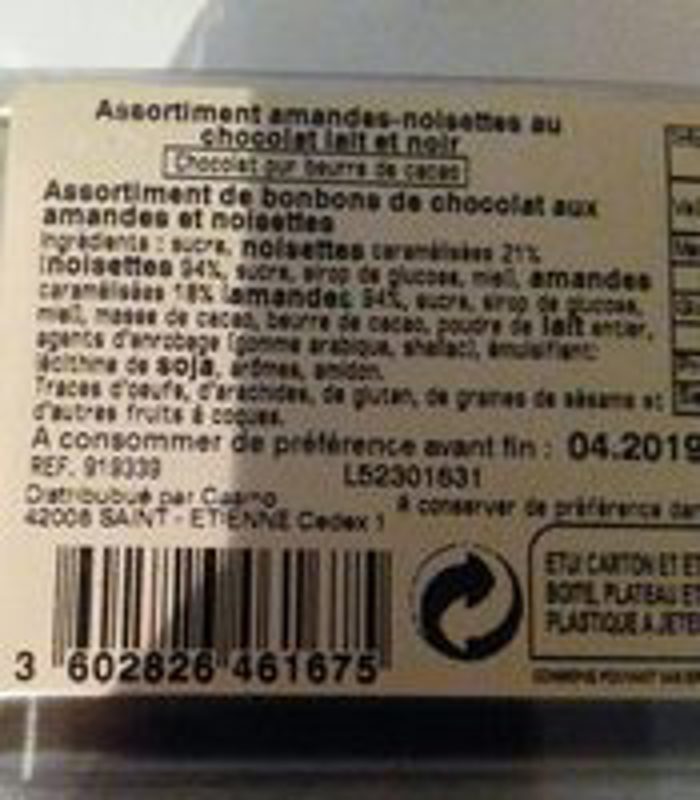 Assortiment amandes-noisettes au
chocolat lait et noir
Chocolat pur beurre de cacao
Assortiment de bonbons de chocolat aux
amandes et noisettes
Ingrédients : sucre, noisettes caramélisées 21%
(noisettes 94%, sucre, sirop de glucose, miel), amandes
caramélisées 18% (amandes 94%, sucre, sirop de glucose,
miel), masse de cacao, beurre de cacao, poudre de lait entier,
agents d'enrobage (gomme arabique, shellac), émulsifiant:
lécithine de soja, arômes, amidon.
Traces d'oeufs, d'arachides, de gluten, de graines de sésame et
d'autres fruits à coques.
A consommer de préférence avant fin : 04.2019
REF. 919339 L52301631
Distribubué par Casino
42008 SAINT - ETIENNE Cedex 1
A conserver de préférence da
ETUI CARTON ET ET
BOITE, PLATEAU ET
PLASTIQUE A JETE
3 602826 461675